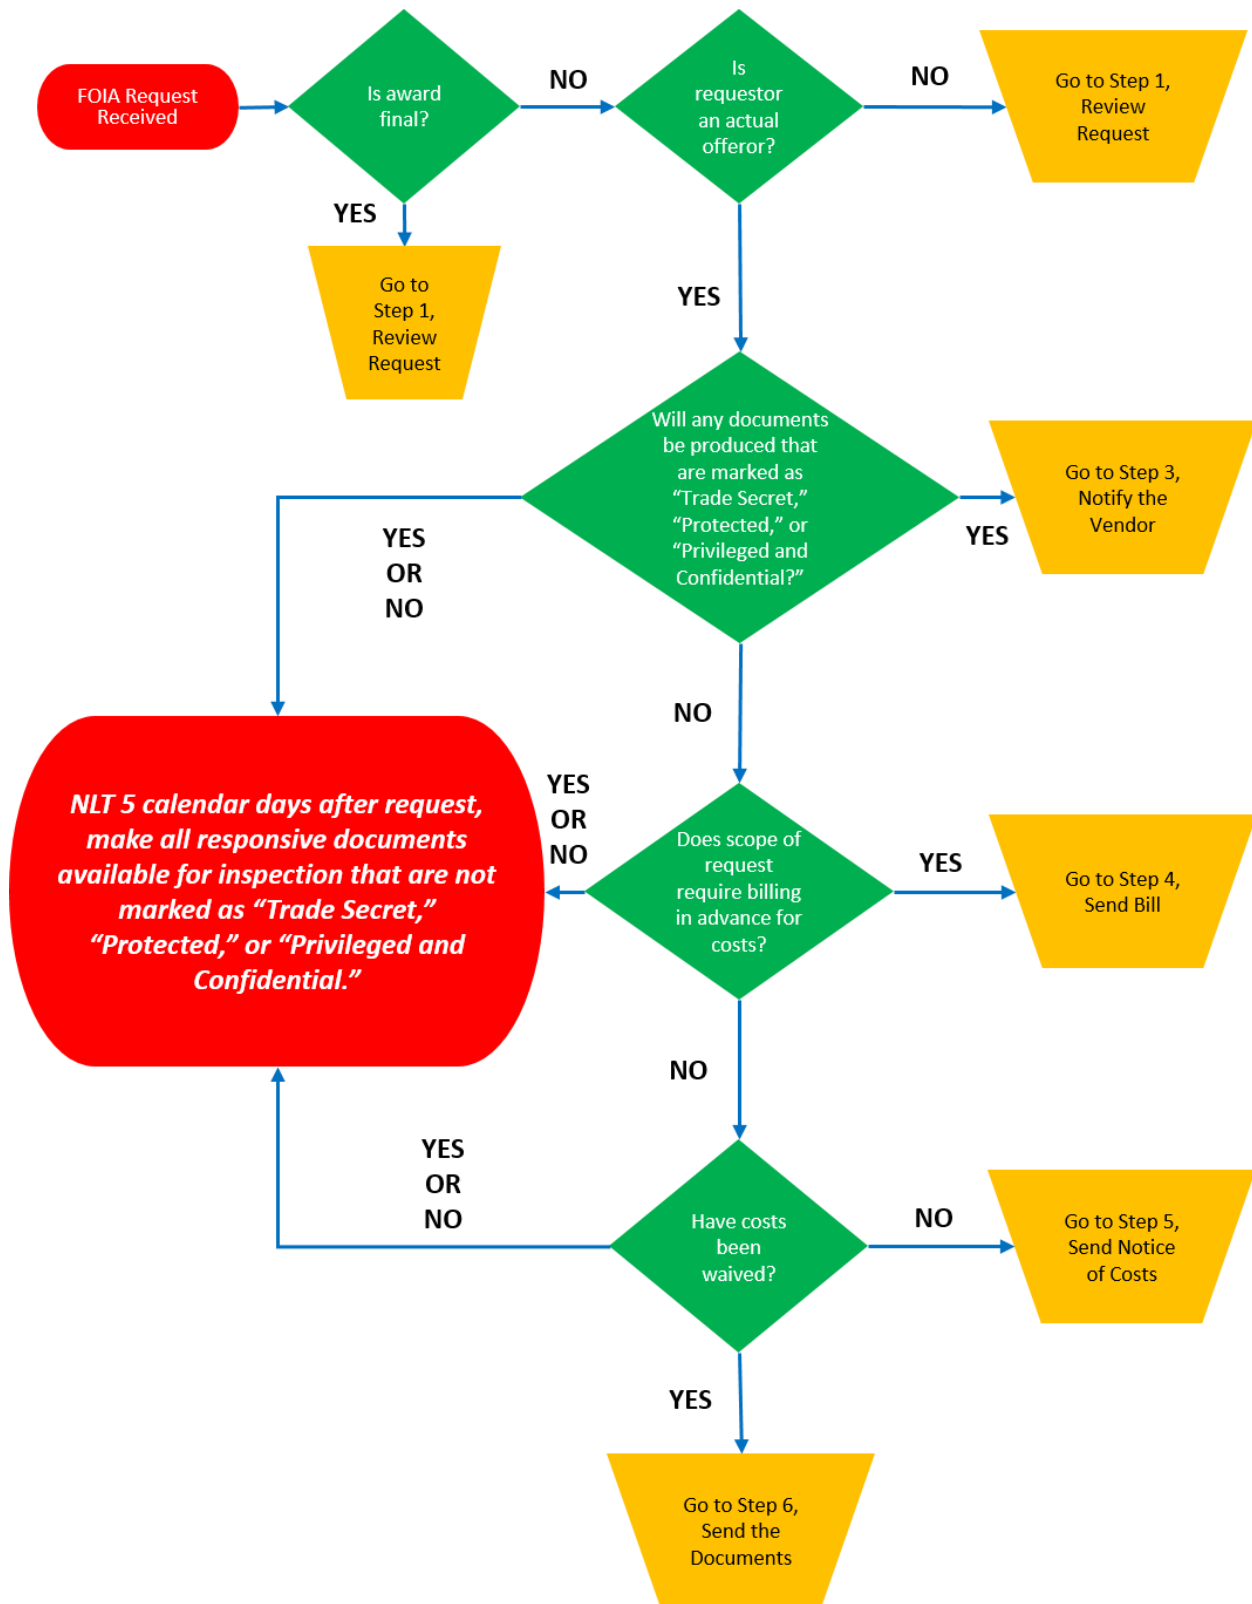 FOIA Request
Received
Is award
final?
NO
Is
requestor
an actual
offeror?
NO
Go to Step 1,
Review
Request
YES
Go to
Step 1,
Review
Request
YES
Will any documents
be produced that
are marked as
“Trade Secret,”
“Protected,” or
“Privileged and
Confidential?”
YES
Go to Step 3,
Notify the
Vendor
YES
OR
NO
NO
NLT 5 calendar days after request,
make all responsive documents
available for inspection that are not
marked as “Trade Secret,”
“Protected,” or “Privileged and
Confidential.”
YES
OR
NO
Does scope of
request
require billing
in advance for
costs?
YES
Go to Step 4,
Send Bill
NO
YES
OR
NO
Have costs
been
waived?
NO
Go to Step 5,
Send Notice
of Costs
YES
Go to Step 6,
Send the
Documents